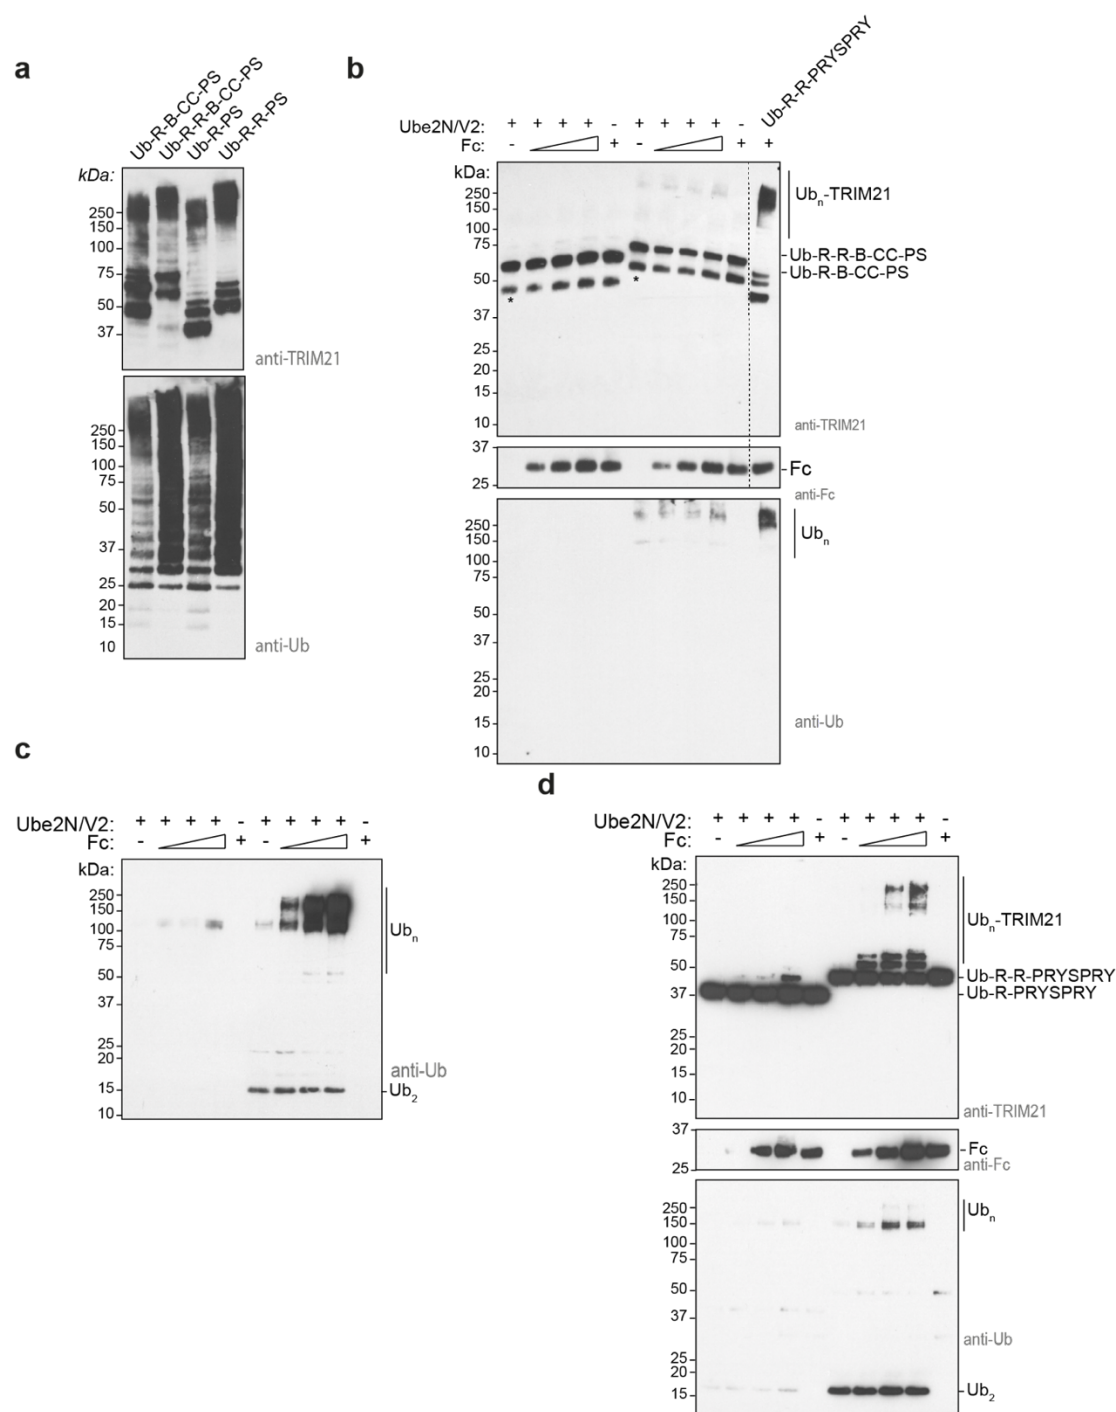 a
Ub-R-B-CC-PS
Ub-R-R-B-CC-PS
Ub-R-PS
Ub-R-R-PS
kDa:
250
150
100
75
50
37
anti-TRIM21
250
150
100
75
50
37
25
20
15
10
anti-Ub
b
Ub-R-R-PRYSPRY
Ube2N/V2: + + + + - + + + + -
Fc: - + - + +
kDa:
250
150
100
75
50
37
25
20
15
10
* *
Ubn-TRIM21
Ub-R-R-B-CC-PS
Ub-R-B-CC-PS
anti-TRIM21
37
25
Fc
anti-Fc
250
150
100
75
50
37
25
20
15
10
Ubn
anti-Ub
c
Ube2N/V2: + + + + - + + + + -
Fc: - + - +
kDa:
250
150
100
75
50
37
25
20
15
10
Ubn
anti-Ub
Ub2
d
Ube2N/V2: + + + + - + + + + -
Fc: - + - +
kDa:
250
150
100
75
50
37
25
20
15
10
Ubn-TRIM21
Ub-R-R-PRYSPRY
Ub-R-PRYSPRY
anti-TRIM21
37
25
Fc
anti-Fc
250
150
100
75
50
37
25
20
15
Ubn
anti-Ub
Ub2